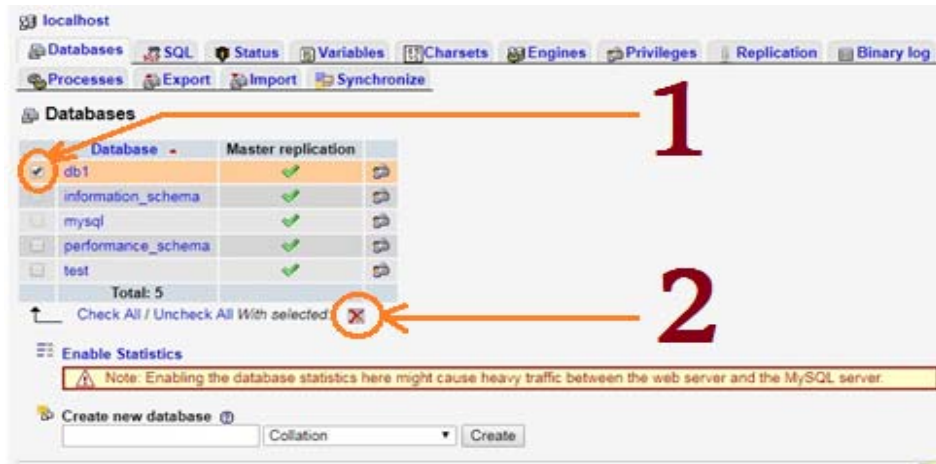 localhost
Databases SQL Status Variables Charsets Engines Privileges Replication Binary log
Processes Export Import Synchronize
1
Databases
Database Master replication
db1
information_schema
mysql
performance_schema
test
Total: 5
2
Check All / Uncheck All With selected:
Enable Statistics
Note: Enabling the database statistics here might cause heavy traffic between the web server and the MySQL server.
Create new database
Collation Create